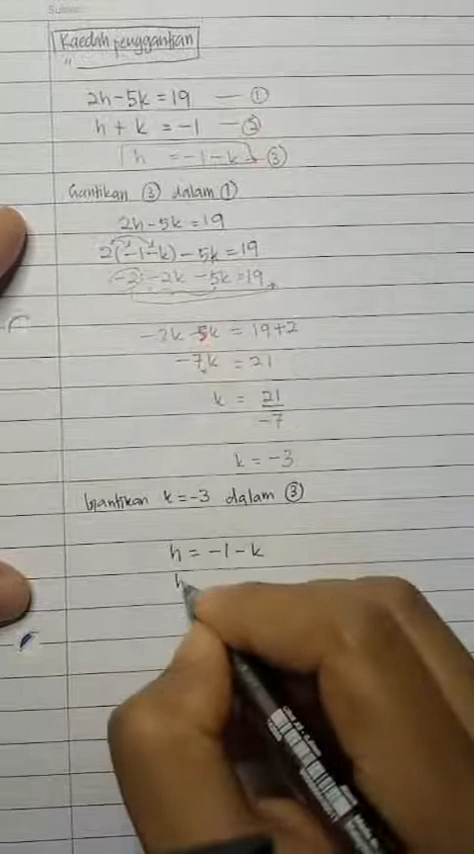 Kaedah penggantian
2h-5k=19 — ①
h + k = -1 — ②
h = -1-k — ③
Gantikan ③ dalam ①
2h-5k=19
2(-1-k)-5k=19
-2-2k-5k=19
-2k-5k = 19+2
-7k = 21
k = 21
-7
k = -3
Gantikan k=-3 dalam ③
h = -1-k
h